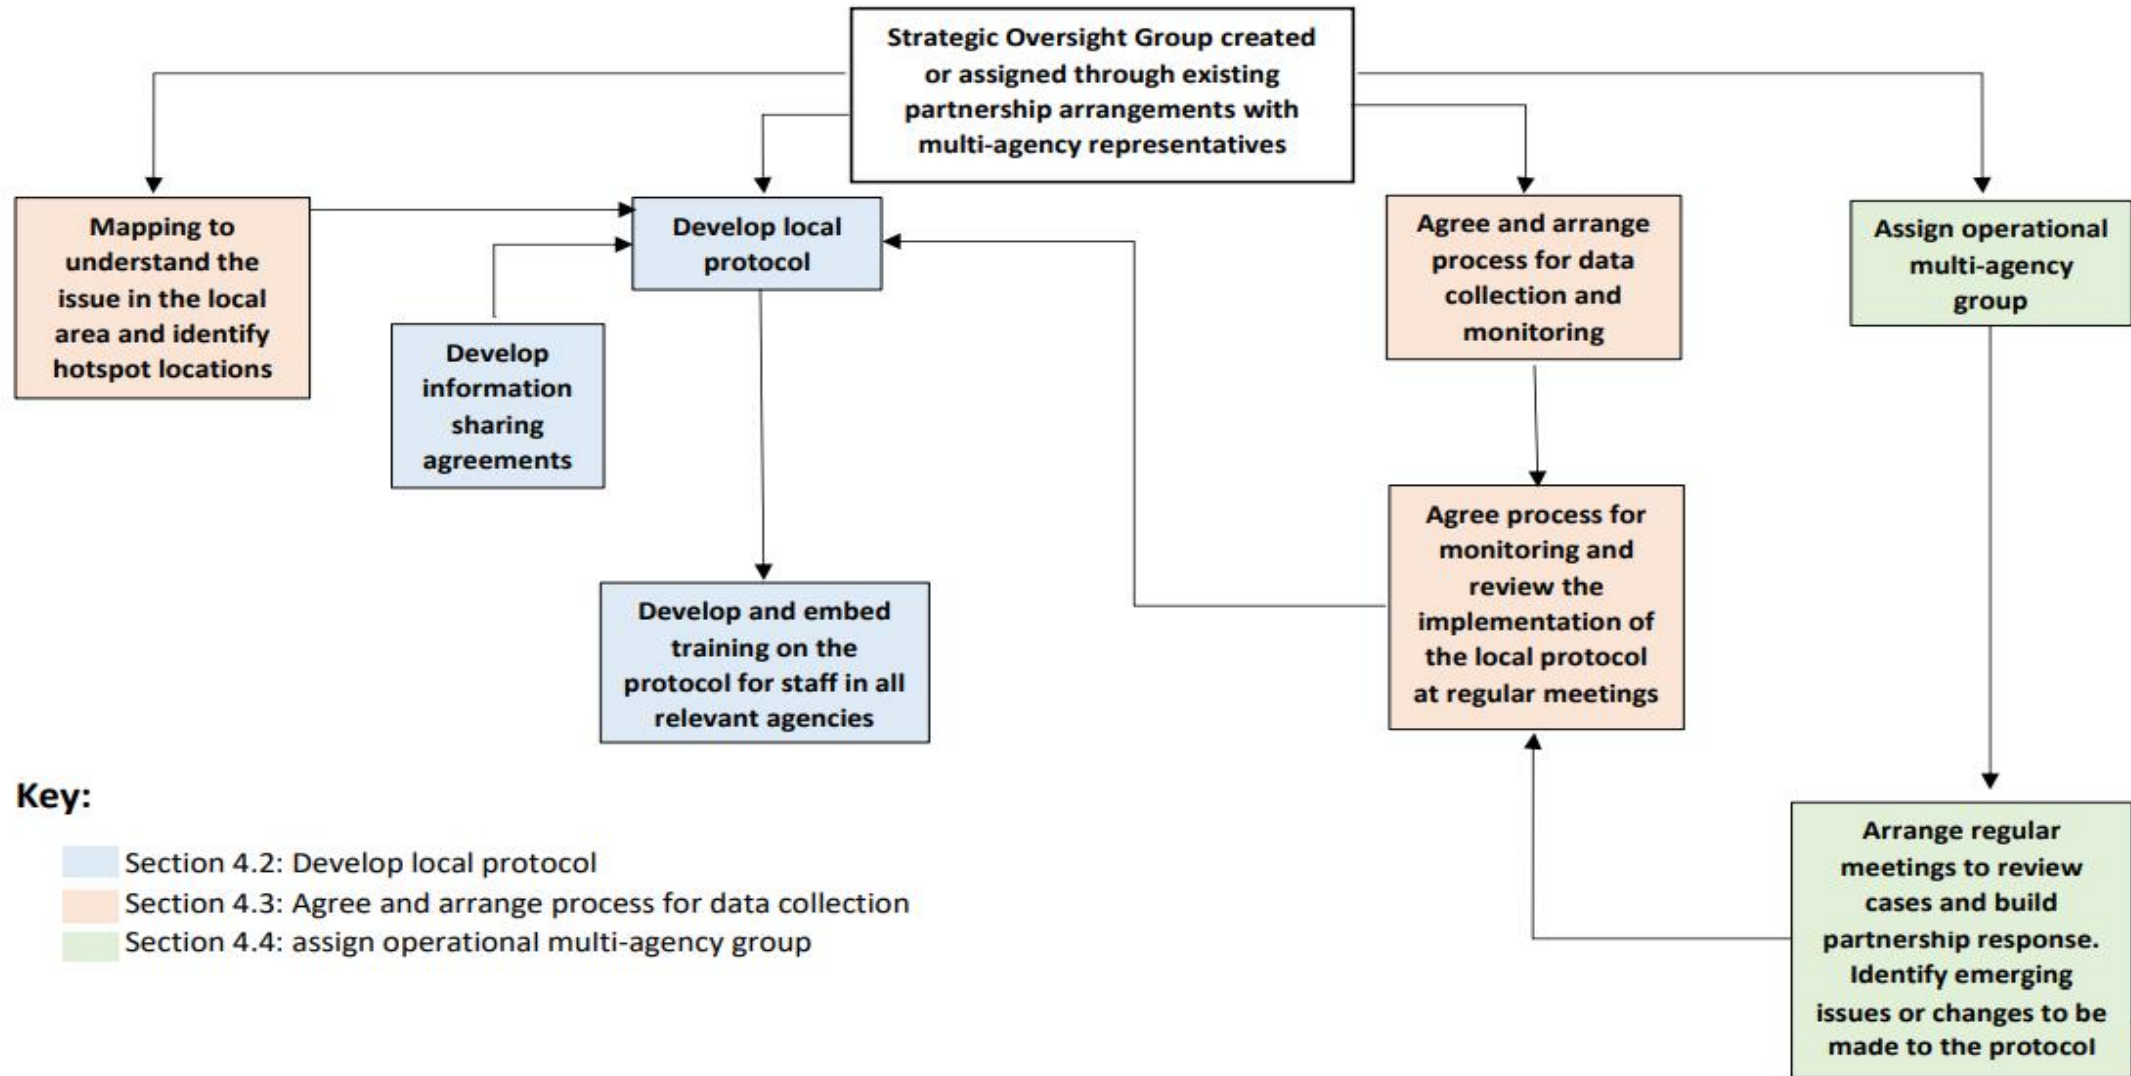 Strategic Oversight Group created
or assigned through existing
partnership arrangements with
multi-agency representatives
Mapping to
understand the
issue in the local
area and identify
hotspot locations
Develop local
protocol
Agree and arrange
process for data
collection and
monitoring
Assign operational
multi-agency
group
Develop
information
sharing
agreements
Agree process for
monitoring and
review the
implementation of
the local protocol
at regular meetings
Develop and embed
training on the
protocol for staff in all
relevant agencies
Arrange regular
meetings to review
cases and build
partnership response.
Identify emerging
issues or changes to be
made to the protocol
Key:
Section 4.2: Develop local protocol
Section 4.3: Agree and arrange process for data collection
Section 4.4: assign operational multi-agency group